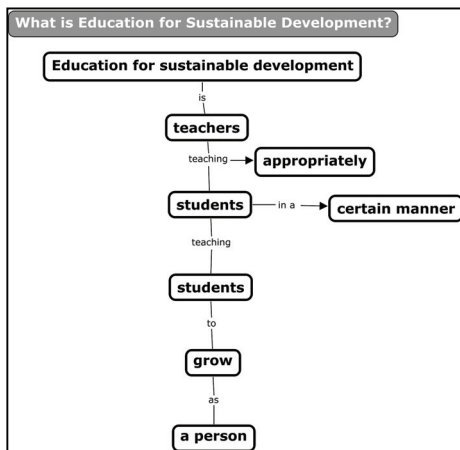 What is Education for Sustainable Development?
Education for sustainable development
is
teachers
teaching
appropriately
students
in a
certain manner
teaching
students
to
grow
as
a person